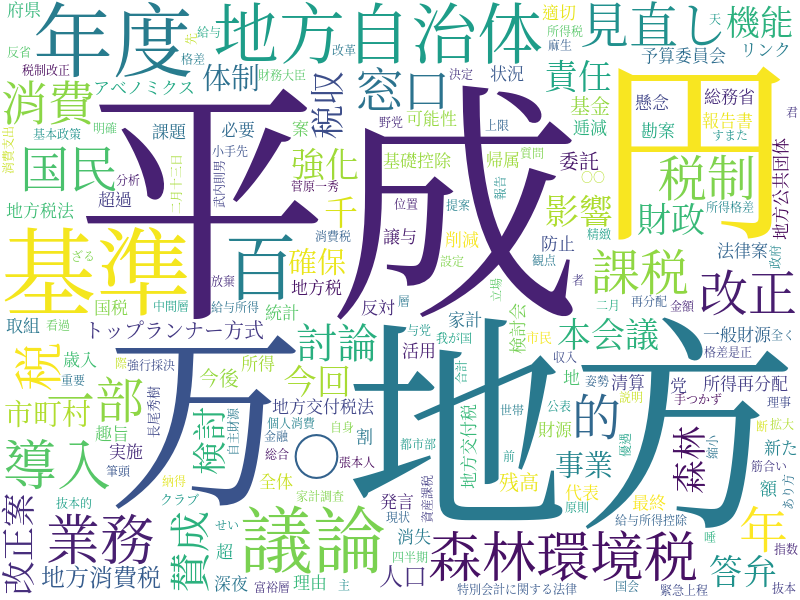 府県
反省
税制改正
年度
給与
先
格差
改革
地方自治体
適切
所得税
麻生
見直し
天
機能
予算委員会
リンク
アベノミクス
体制
財務大臣
税収
窓口
決定
状況
責任
消費
基本政策
明確
課題
必要
案
野党
可能性
上限
基金
逓減
懸念
勘案
総務省
報告書
すまた
君
消費支出
国民
分析
二月十三日
小手先
武内則男
強化
基礎控除
帰属
質問
委託
税制
地方公共団体
超過
地方税法
菅原一秀
千
位置
提案
報告
〇〇
影響
財政
所得格差
平成
円
基準
百
消費税
譲与
削減
精緻
防止
観点
法律案
政府
ざる
確保
放棄
設定
課税
改正
国税
中間層
給与所得
地方税
層
立場
者
二月
再分配
金額
取組
看過
トップランナー方式
統計
反対
与党
家計
我が国
検討会
市民
本会議
一般財源
全く
格差是正
税
歳入
重要
際
強行採決
所得
討論
今後
今回
活用
合計
収入
地
姿勢
清算
党
所得再分配
手つかず
理事
万
地方
的
市町村
一部
長尾秀樹
自主財源
検討
地方交付税法
個人消費
金融
自身
割
世帯
公表
説明
財源
断
拡大
趣旨
導入
実施
筆頭
納得
総合
張本人
都市部
地方交付税
前
優遇
事業
森林
縮小
新た
筋合い
額
あり方
抜本的
クラブ
全体
家計調査
〇
発言
現状
資産課税
残高
代表
原則
最終
給与所得控除
唾
年
指数
改正案
業務
賛成
せい
超
議論
消失
四半期
森林環境税
答弁
地方消費税
深夜
富裕層
理由
主
人口
特別会計に関する法律
国会
緊急上程
抜本